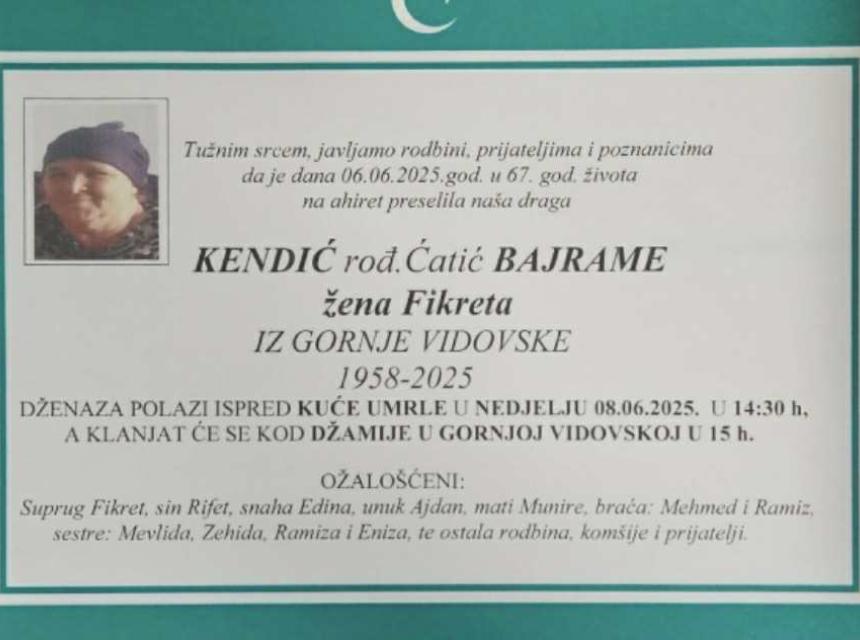 Tužnim srcem, javljamo rodbini, prijateljima i poznanicima
da je dana 06.06.2025.god. u 67. god. života
na ahiret preselila naša draga
KENDIĆ rođ.Ćatić BAJRAME
žena Fikreta
IZ GORNJE VIDOVSKE
1958-2025
DŽENAZA POLAZI ISPRED KUĆE UMRLE U NEDJELJU 08.06.2025. U 14:30 h,
A KLANJAT ĆE SE KOD DŽAMIJE U GORNJOJ VIDOVSKOJ U 15 h.
OŽALOŠĆENI:
Suprug Fikret, sin Rifet, snaha Edina, unuk Ajdan, mati Munire, braća: Mehmed i Ramiz,
sestre: Mevlida, Zehida, Ramiza i Eniza, te ostala rodbina, komšije i prijatelji.